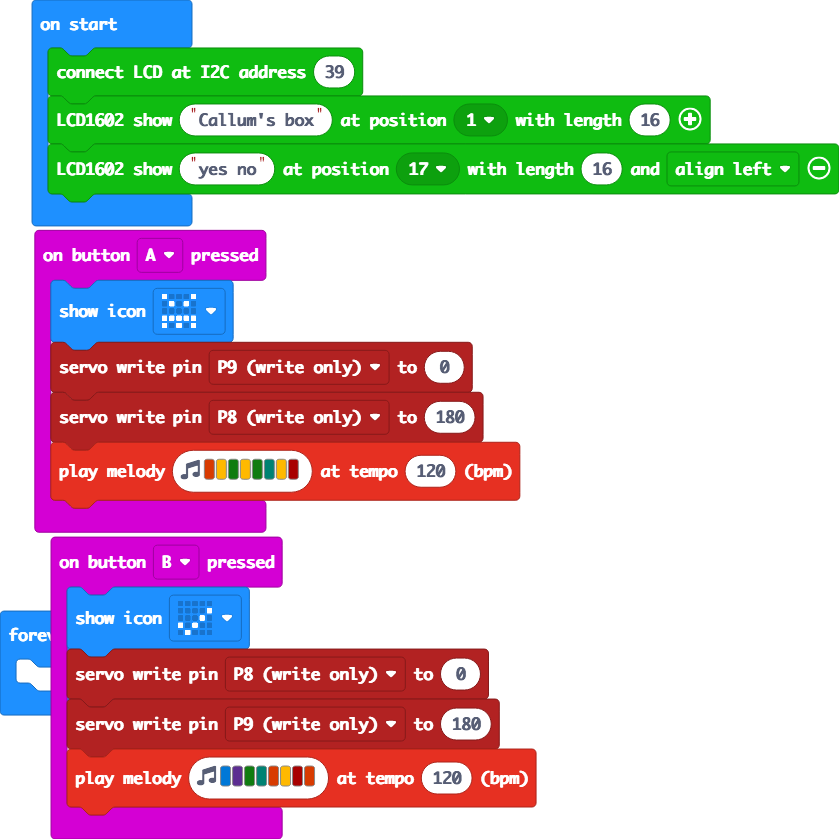 on start
connect LCD at I2C address 39
LCD1602 show "Callum's box" at position 1 with length 16
LCD1602 show "yes no" at position 17 with length 16 and align left
on button A pressed
show icon
servo write pin P9 (write only) to 0
servo write pin P8 (write only) to 180
play melody at tempo 120 (bpm)
on button B pressed
show icon
forev
servo write pin P8 (write only) to 0
servo write pin P9 (write only) to 180
play melody at tempo 120 (bpm)